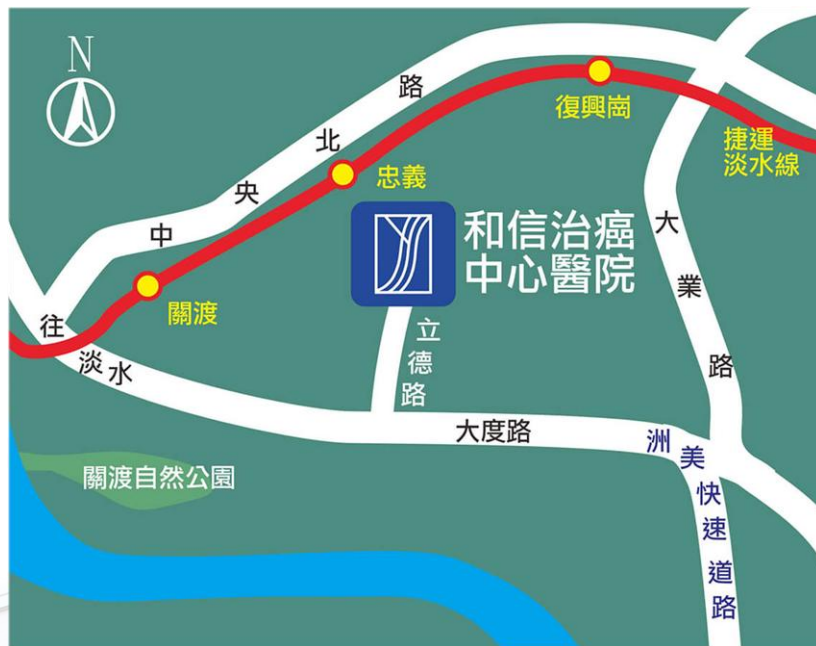 N
中央北路
復興崗
捷運
淡水線
忠義
和信治癌
中心醫院
關渡
往淡水
立德路
大業路
大度路
洲美快速道路
關渡自然公園